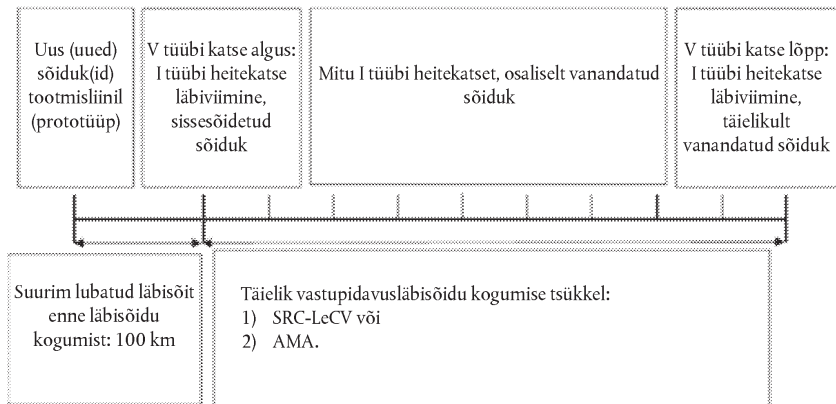 Uus (uued)
sõiduk(id)
tootmisliinil
(prototüüp)
V tüübi katse algus:
I tüübi heitekatse
läbiviimine,
sissesõidetud
sõiduk
Mitu I tüübi heitekatset, osaliselt vanandatud
sõiduk
V tüübi katse lõpp:
I tüübi heitekatse
läbiviimine,
täielikult
vanandatud sõiduk
Suurim lubatud läbisõit
enne läbisõidu
kogumist: 100 km
Täielik vastupidavusläbisõidu kogumise tsükkel:
1) SRC-LeCV või
2) AMA.